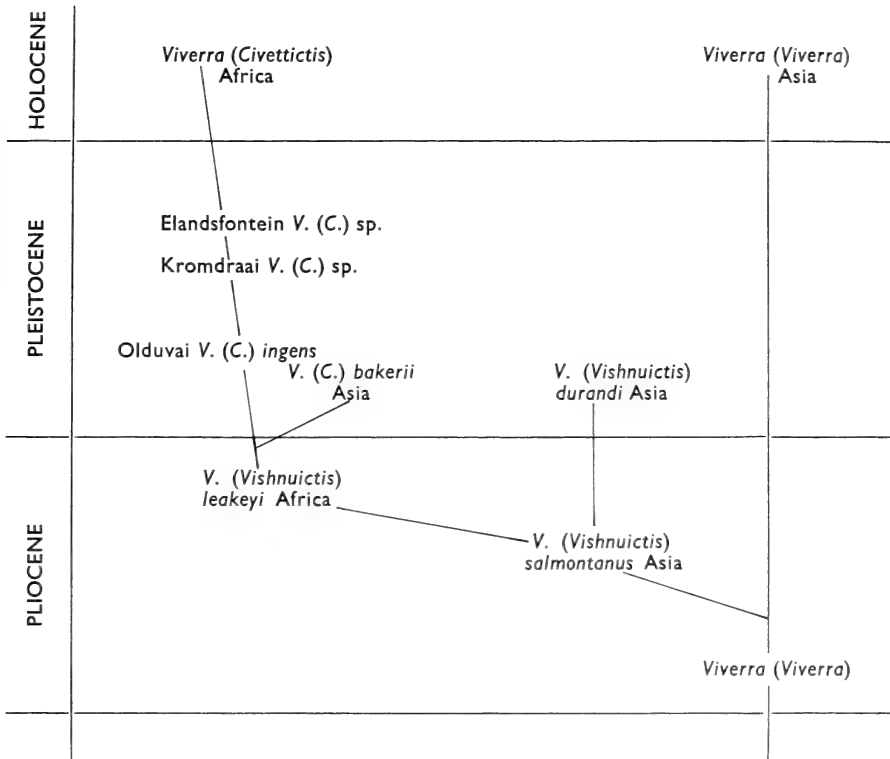 HOLOCENE
Viverra (Civettictis)
Africa
Viverra (Viverra)
Asia
PLEISTOCENE
Elandsfontein V. (C.) sp.
Kromdraai V. (C.) sp.
Olduvai V. (C.) ingens
V. (C.) bakerii
Asia
V. (Vishnuictis)
durandi Asia
PLIOCENE
V. (Vishnuictis)
leakeyi Africa
V. (Vishnuictis)
salmontanus Asia
Viverra (Viverra)